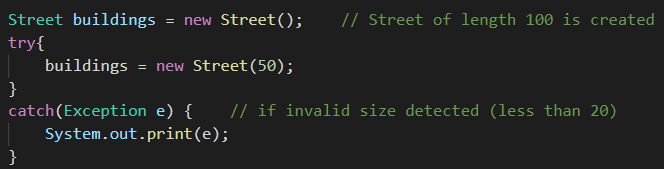 Street buildings = new Street();    // Street of length 100 is created
try{
    buildings = new Street(50);
}
catch(Exception e) {    // if invalid size detected (less than 20)
    System.out.print(e);
}